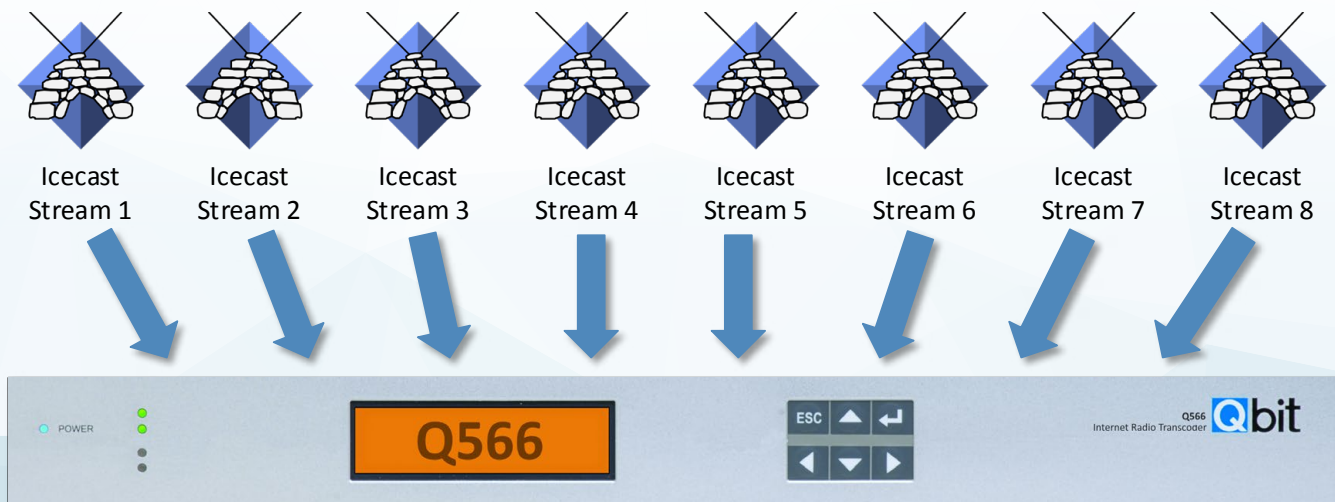 Icecast
Stream 1
Icecast
Stream 2
Icecast
Stream 3
Icecast
Stream 4
Icecast
Stream 5
Icecast
Stream 6
Icecast
Stream 7
Icecast
Stream 8
POWER
Q566
ESC
Q566
Internet Radio Transcoder
Qbit